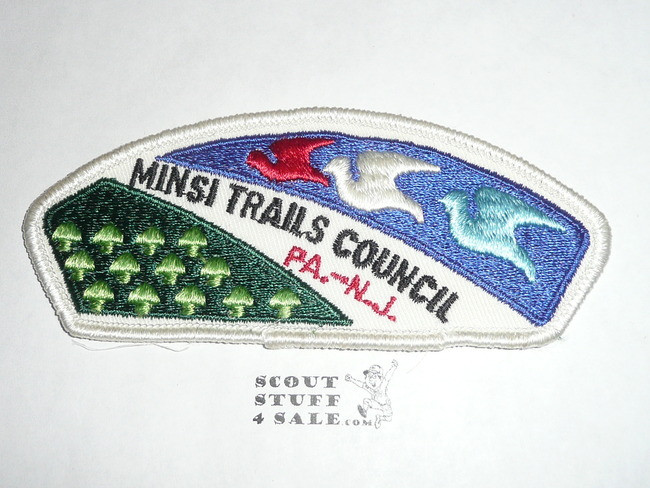 MINSI TRAILS COUNCIL
PA.-N.J.
SCOUT
STUFF
4 SALE.COM